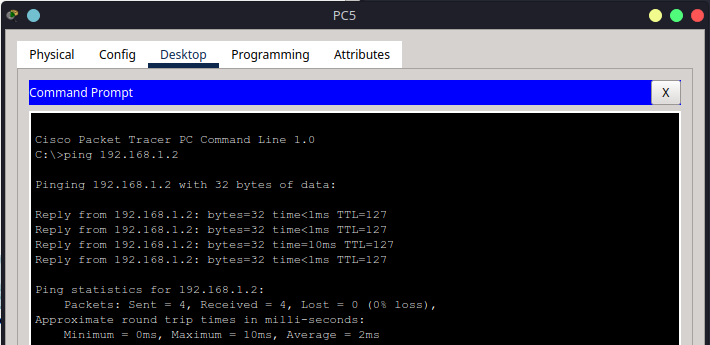 PC5
Physical Config Desktop Programming Attributes
Command Prompt X
Cisco Packet Tracer PC Command Line 1.0
C:\>ping 192.168.1.2
Pinging 192.168.1.2 with 32 bytes of data:
Reply from 192.168.1.2: bytes=32 time<1ms TTL=127
Reply from 192.168.1.2: bytes=32 time<1ms TTL=127
Reply from 192.168.1.2: bytes=32 time=10ms TTL=127
Reply from 192.168.1.2: bytes=32 time<1ms TTL=127
Ping statistics for 192.168.1.2:
Packets: Sent = 4, Received = 4, Lost = 0 (0% loss),
Approximate round trip times in milli-seconds:
Minimum = 0ms, Maximum = 10ms, Average = 2ms